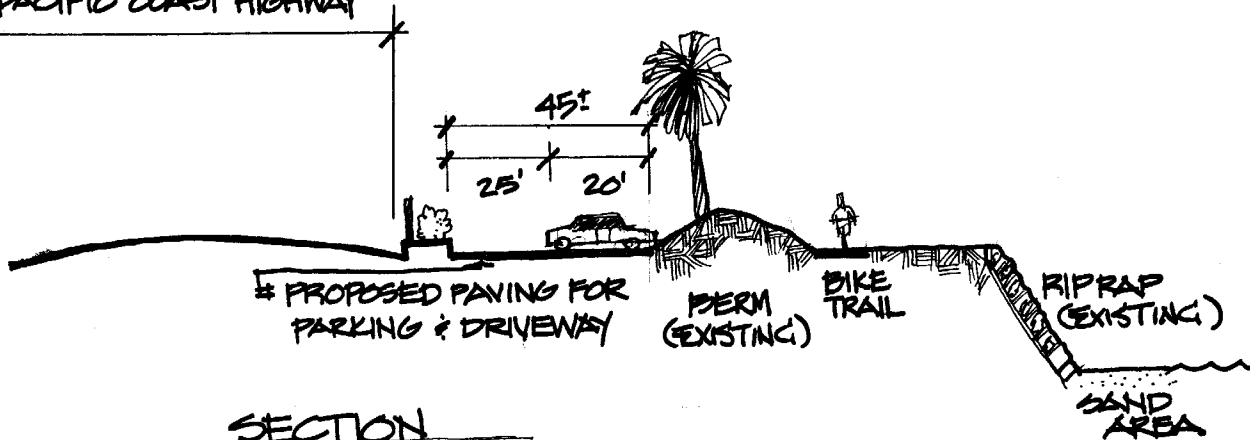 PACIFIC COAST HIGHWAY
45±
25' 20'
# PROPOSED PAVING FOR
PARKING & DRIVEWAY
BERM
(EXISTING)
BIKE
TRAIL
RIPRAP
(EXISTING)
SAND
AREA
SECTION